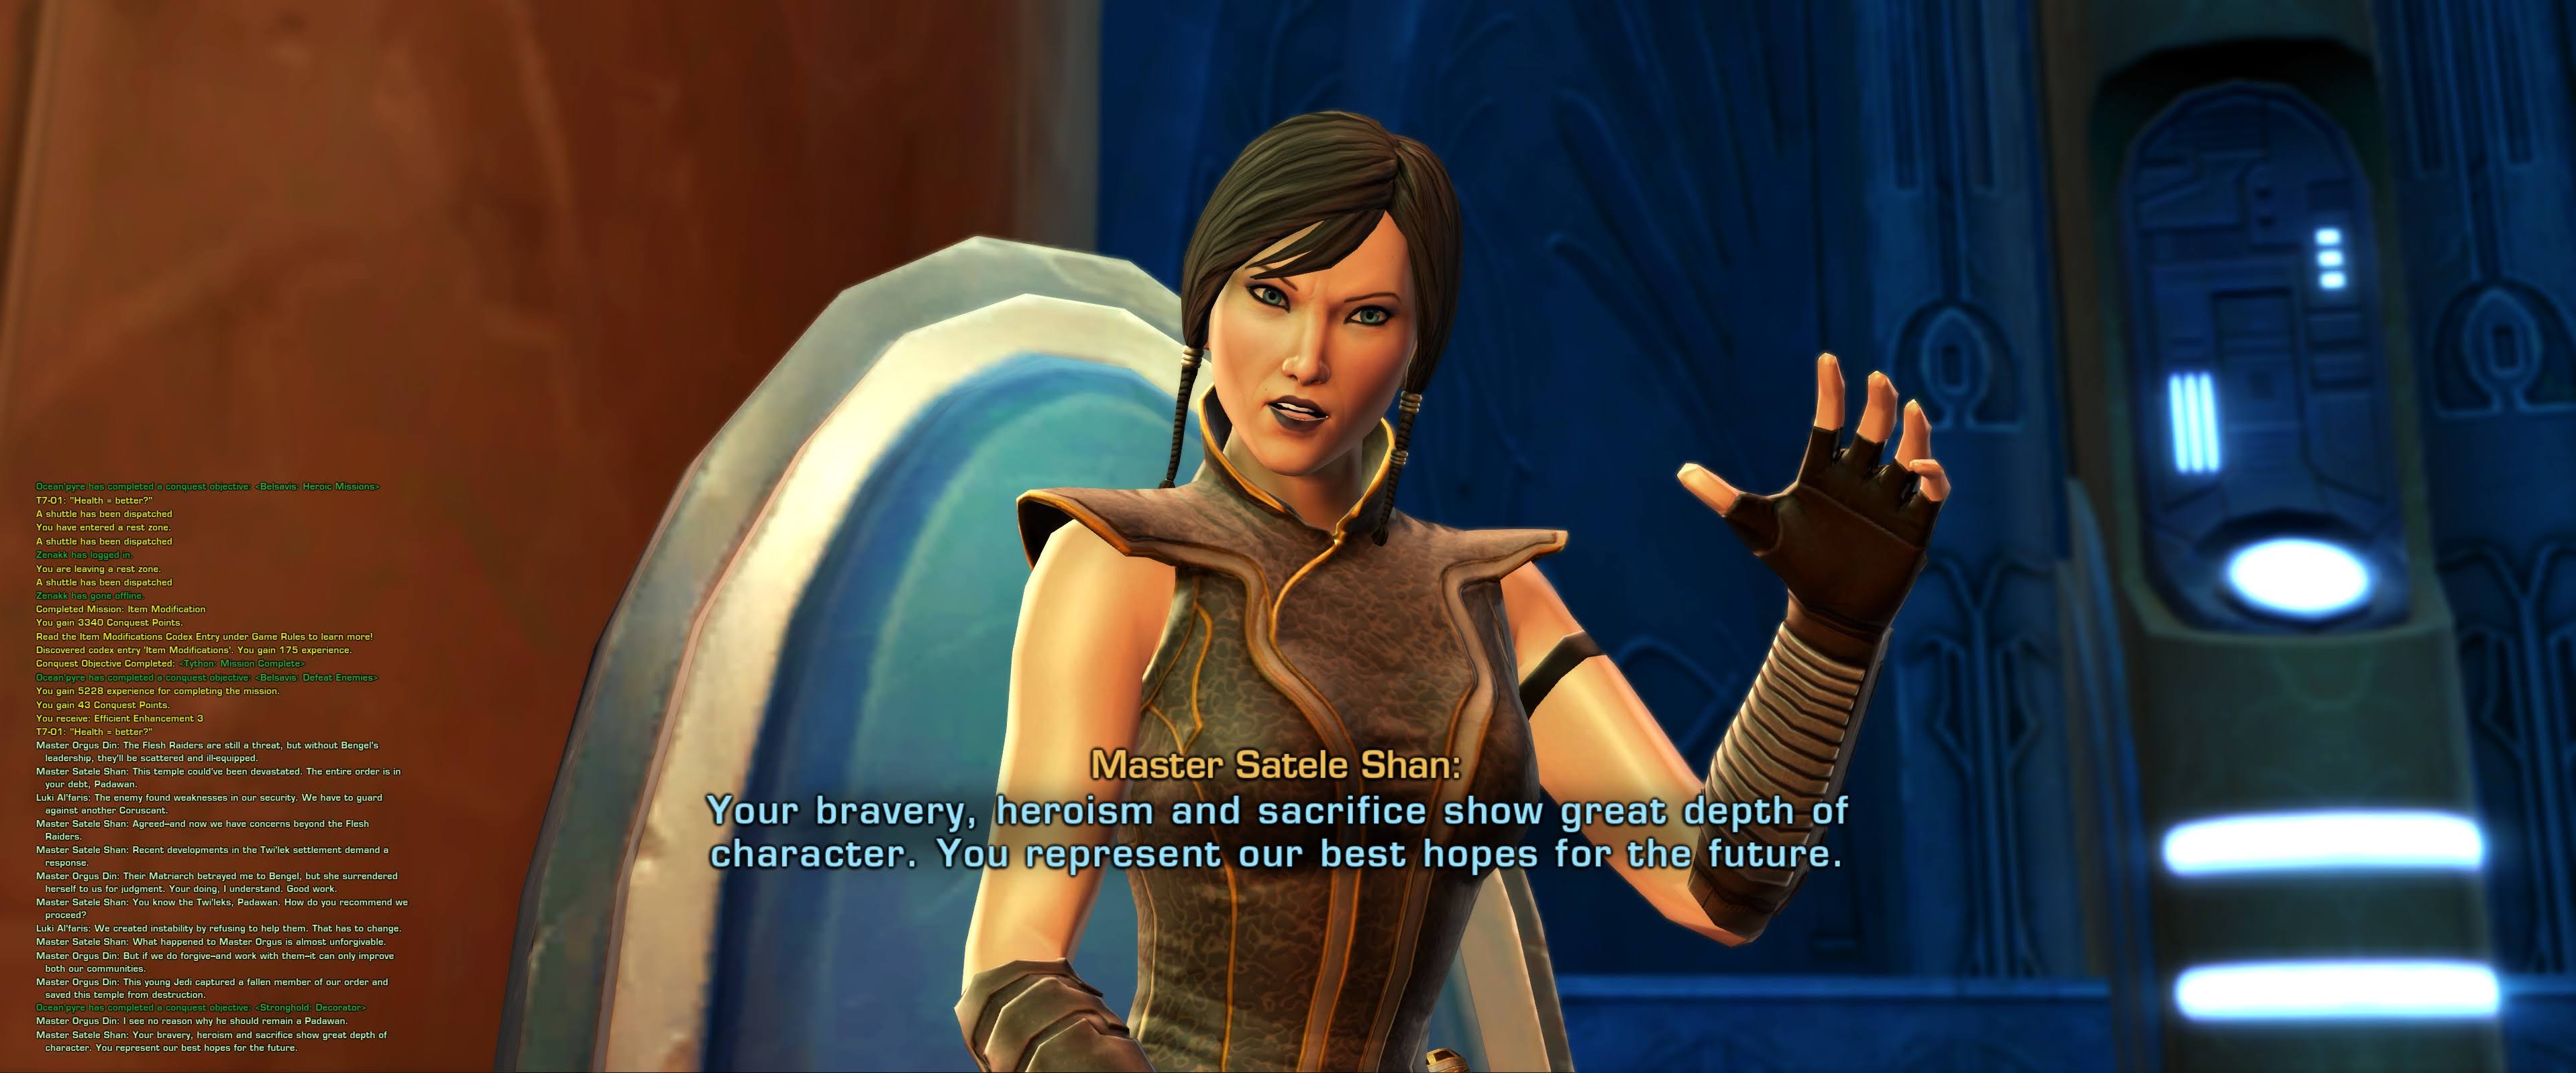 Ocean'pyre has completed a conquest objective: <Belsavis: Heroic Missions>
T7-01: "Health = better?"
A shuttle has been dispatched
You have entered a rest zone.
A shuttle has been dispatched
Zenakk has logged in.
You are leaving a rest zone.
A shuttle has been dispatched
Zenakk has gone offline.
Completed Mission: Item Modification
You gain 3340 Conquest Points.
Read the Item Modifications Codex Entry under Game Rules to learn more!
Discovered codex entry 'Item Modifications'. You gain 175 experience.
Conquest Objective Completed: <Tython: Mission Complete>
Ocean'pyre has completed a conquest objective: <Belsavis: Defeat Enemies>
You gain 5228 experience for completing the mission.
You gain 43 Conquest Points.
You receive: Efficient Enhancement 3
T7-01: "Health = better?"
Master Orgus Din: The Flesh Raiders are still a threat, but without Bengel's
leadership, they'll be scattered and ill-equipped.
Master Satele Shan: This temple could've been devastated. The entire order is in
your debt, Padawan.
Luki Al'faris: The enemy found weaknesses in our security. We have to guard
against another Coruscant.
Master Satele Shan: Agreed—and now we have concerns beyond the Flesh
Raiders.
Master Satele Shan: Recent developments in the Twi'lek settlement demand a
response.
Master Orgus Din: Their Matriarch betrayed me to Bengel, but she surrendered
herself to us for judgment. Your doing, I understand. Good work.
Master Satele Shan: You know the Twi'leks, Padawan. How do you recommend we
proceed?
Luki Al'faris: We created instability by refusing to help them. That has to change.
Master Satele Shan: What happened to Master Orgus is almost unforgivable.
Master Orgus Din: But if we do forgive—and work with them—it can only improve
both our communities.
Master Orgus Din: This young Jedi captured a fallen member of our order and
saved this temple from destruction.
Ocean'pyre has completed a conquest objective: <Stronghold: Decorator>
Master Orgus Din: I see no reason why he should remain a Padawan.
Master Satele Shan: Your bravery, heroism and sacrifice show great depth of
character. You represent our best hopes for the future.
Master Satele Shan:
Your bravery, heroism and sacrifice show great depth of
character. You represent our best hopes for the future.